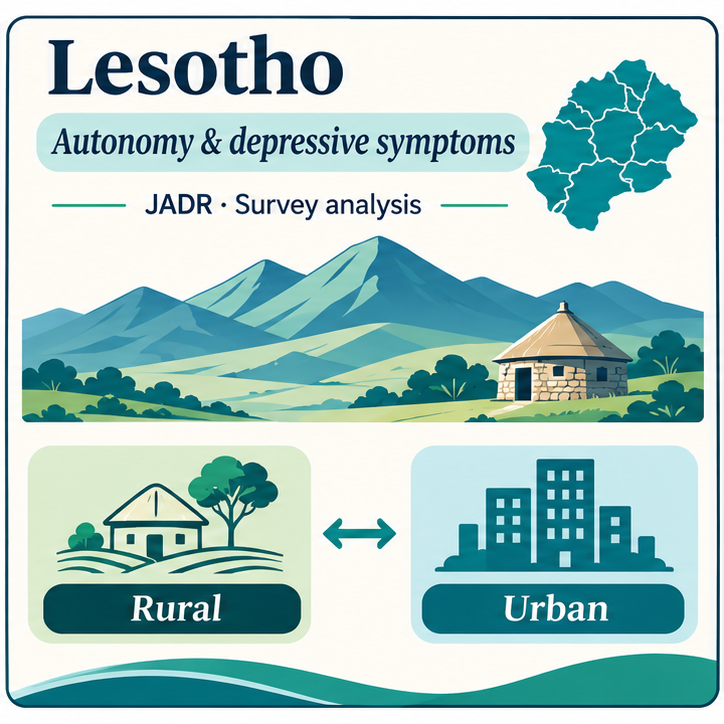 Lesotho
Autonomy & depressive symptoms
JADR · Survey analysis
Rural
Urban